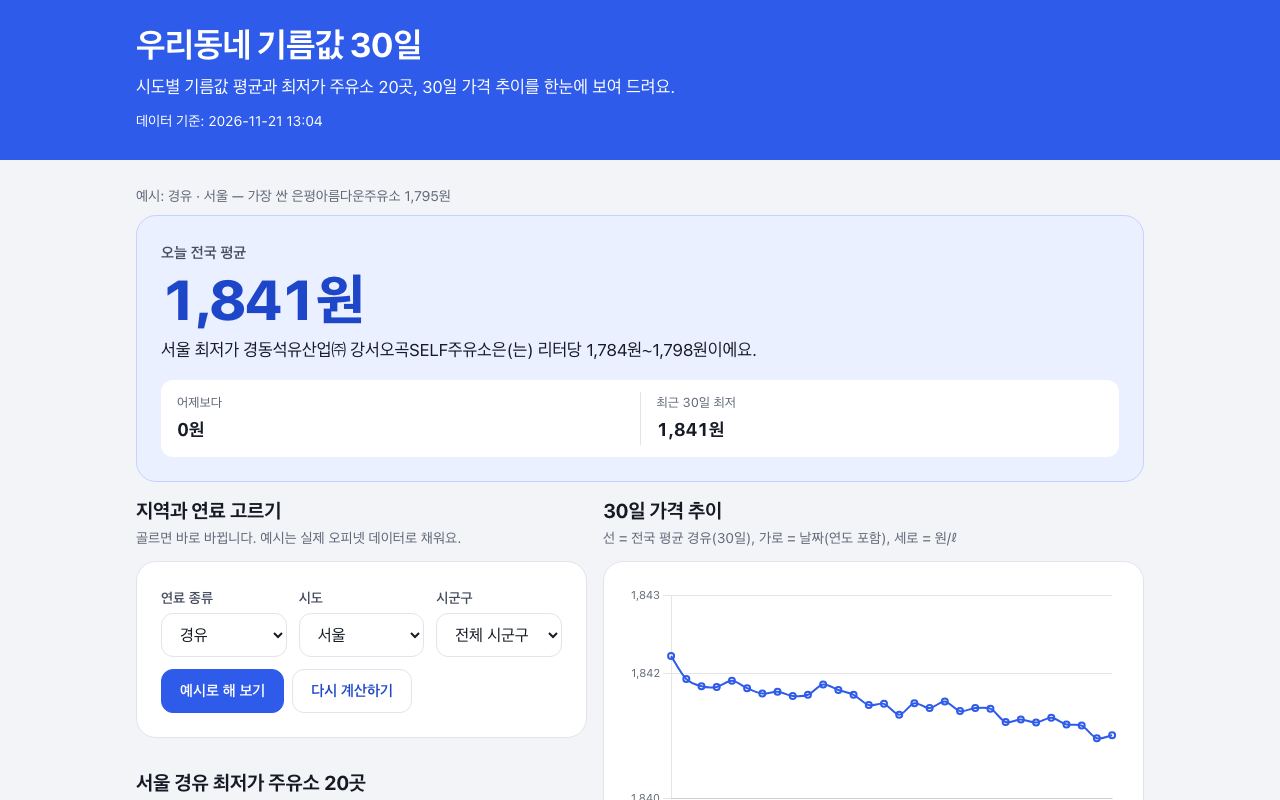 우리동네 기름값 30일
시도별 기름값 평균과 최저가 주유소 20곳, 30일 가격 추이를 한눈에 보여 드려요.
데이터 기준: 2026-11-21 13:04
예시: 경유 · 서울 — 가장 싼 은평아름다운주유소 1,795원
오늘 전국 평균
1,841원
서울 최저가 경동석유산업㈜ 강서오곡SELF주유소은(는) 리터당 1,784원~1,798원이에요.
어제보다
0원
최근 30일 최저
1,841원
지역과 연료 고르기
골르면 바로 바뀝니다. 예시는 실제 오피넷 데이터로 채워요.
연료 종류
시도
시군구
경유
서울
전체 시군구
예시로 해 보기
다시 계산하기
서울 경유 최저가 주유소 20곳
30일 가격 추이
선 = 전국 평균 경유(30일), 가로 = 날짜(연도 포함), 세로 = 원/ℓ
1,843
1,842
1,840